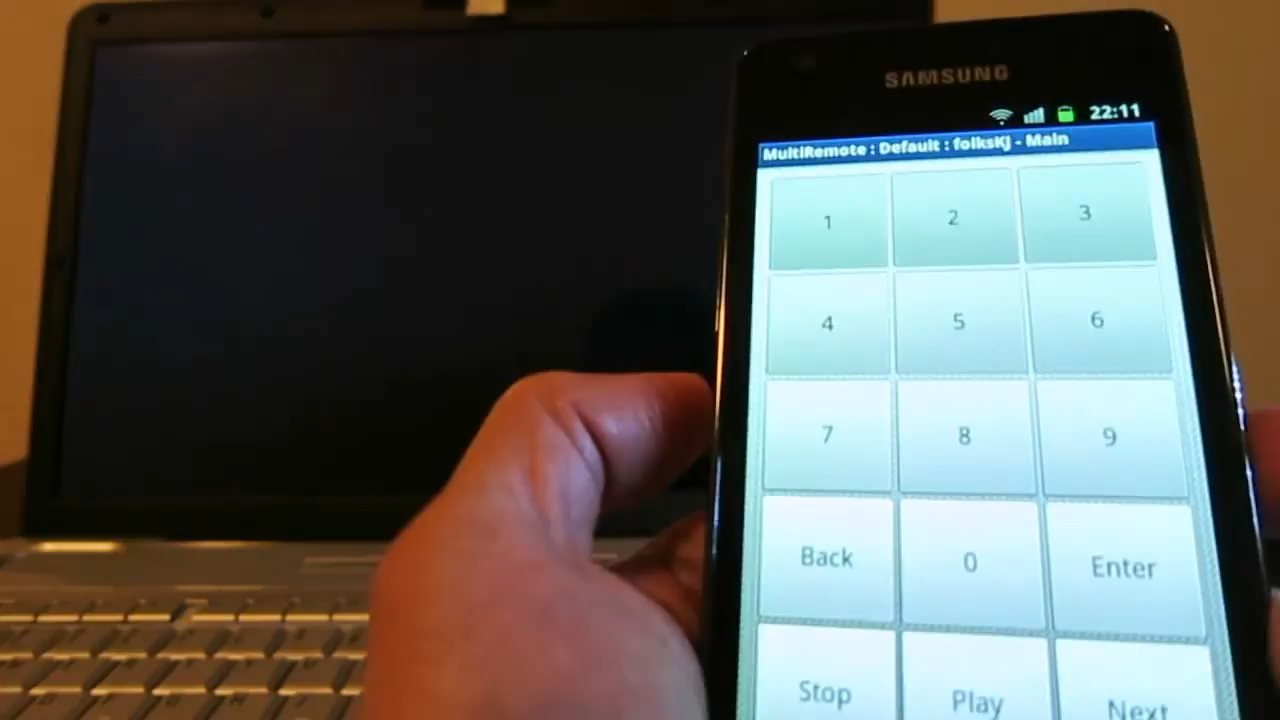 SAMSUNG
22:11
MultiRemote : Default : folksKJ - Main
1 2 3
4 5 6
7 8 9
Back 0 Enter
Stop Play Next